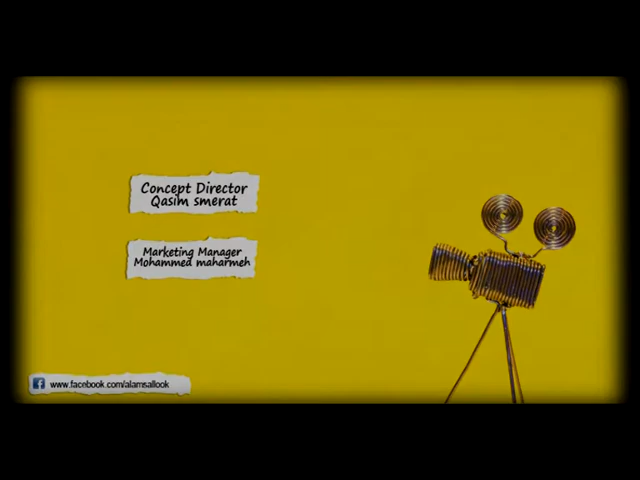 Concept Director
Qasim smerat
Marketing Manager
Mohammed maharmeh
www.facebook.com/alamsallook